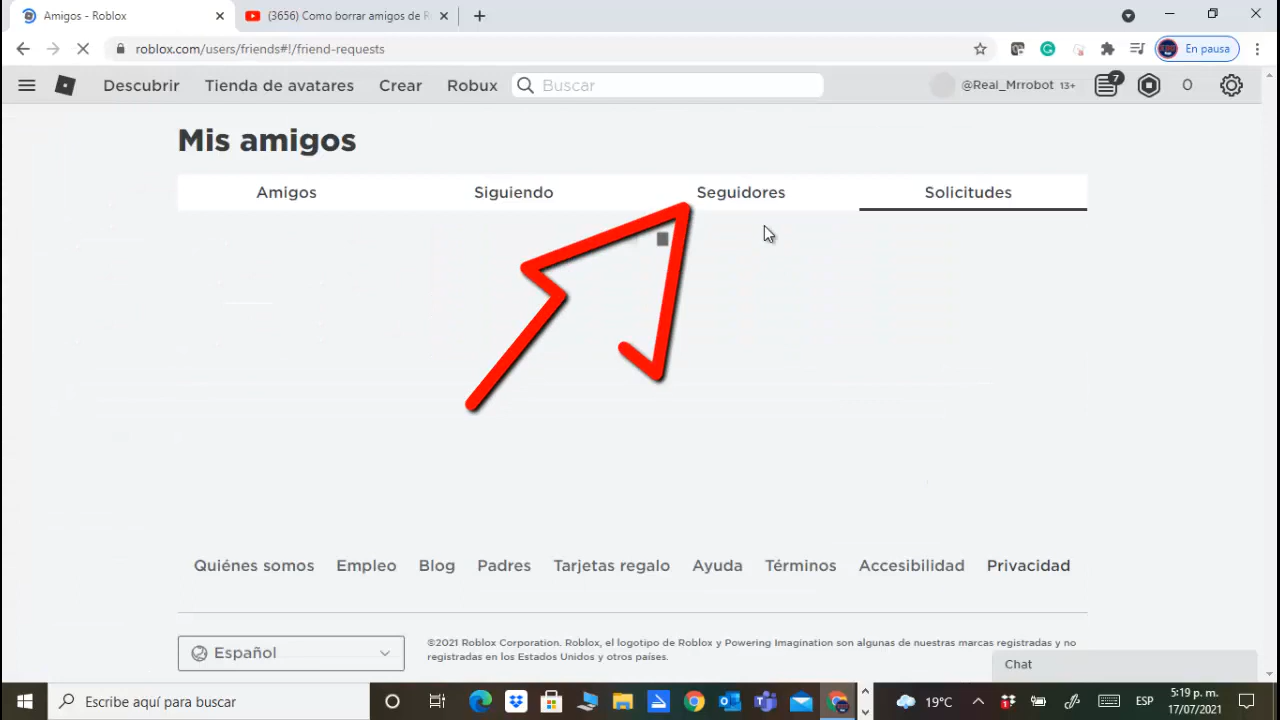 Amigos - Roblox
(3656) Como borrar amigos de R
roblox.com/users/friends#!/friend-requests
En pausa
Descubrir
Tienda de avatares
Crear
Robux
Buscar
@Real_Mrrobot 13+
7
0
Mis amigos
Amigos
Siguiendo
Seguidores
Solicitudes
Quiénes somos
Empleo
Blog
Padres
Tarjetas regalo
Ayuda
Términos
Accesibilidad
Privacidad
Español
©2021 Roblox Corporation. Roblox, el logotipo de Roblox y Powering Imagination son algunas de nuestras marcas registradas y no
registradas en los Estados Unidos y otros países.
Chat
Escribe aquí para buscar
19°C
ESP
5:19 p. m.
17/07/2021